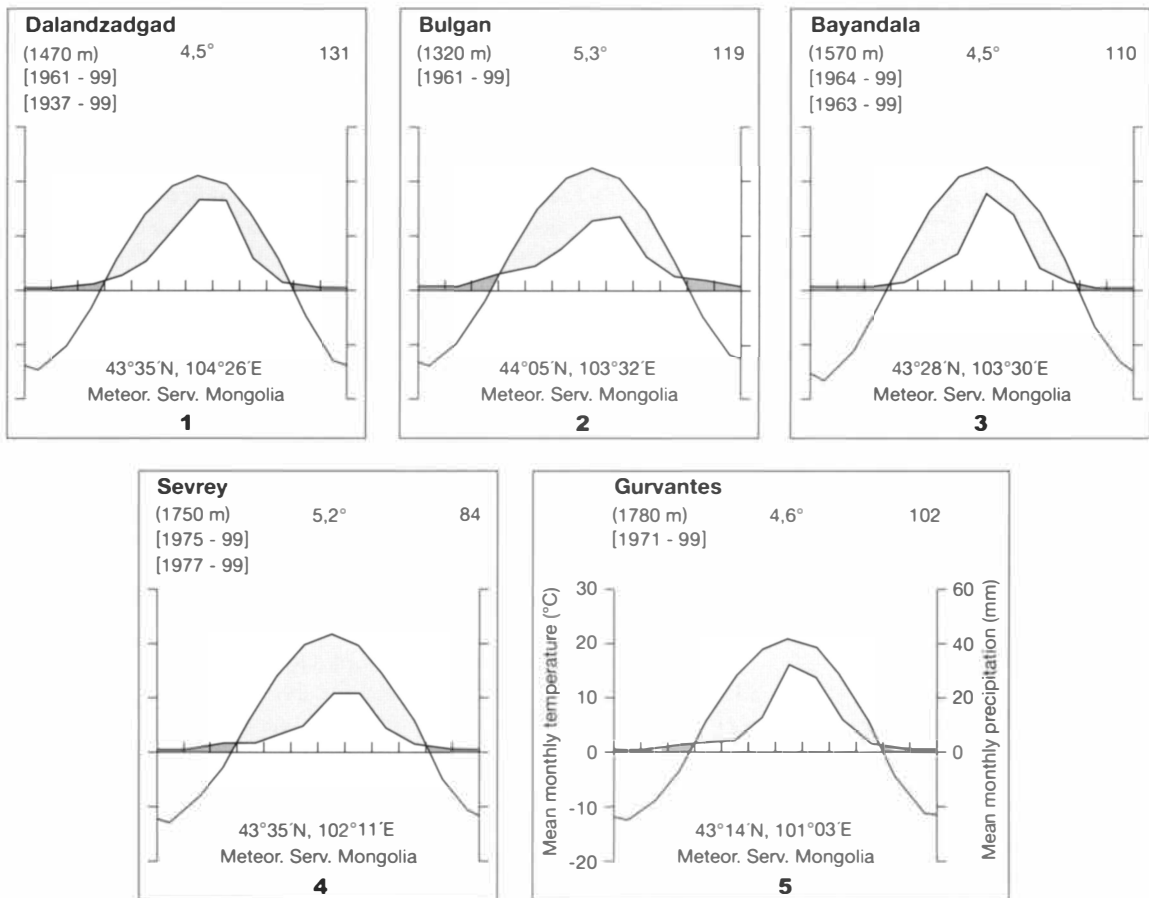 Dalandzadgad
(1470 m) 4,5° 131
[1961 - 99]
[1937 - 99]
43°35´N, 104°26´E
Meteor. Serv. Mongolia
1
Bulgan
(1320 m) 5,3° 119
[1961 - 99]
44°05´N, 103°32´E
Meteor. Serv. Mongolia
2
Bayandala
(1570 m) 4,5° 110
[1964 - 99]
[1963 - 99]
43°28´N, 103°30´E
Meteor. Serv. Mongolia
3
Sevrey
(1750 m) 5,2° 84
[1975 - 99]
[1977 - 99]
43°35´N, 102°11´E
Meteor. Serv. Mongolia
4
Gurvantes
(1780 m) 4,6° 102
[1971 - 99]
Mean monthly temperature (°C)
30
20
10
0
-10
-20
60
40
20
0
Mean monthly precipitation (mm)
43°14´N, 101°03´E
Meteor. Serv. Mongolia
5